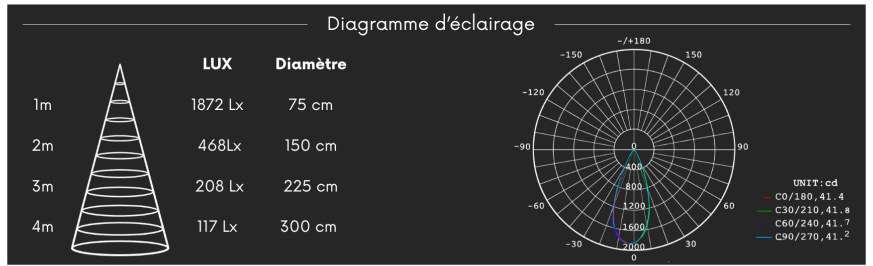 Diagramme d'éclairage
LUX Diamètre
1m 1872 Lx 75 cm
2m 468Lx 150 cm
3m 208 Lx 225 cm
4m 117 Lx 300 cm
-/+180
-150 150
-120 120
-90 0 90
400
800
-60 1200 60
1600
-30 2000 30
0
UNIT:cd
C0/180,41.4
C30/210,41.8
C60/240,41.7
C90/270,41.2